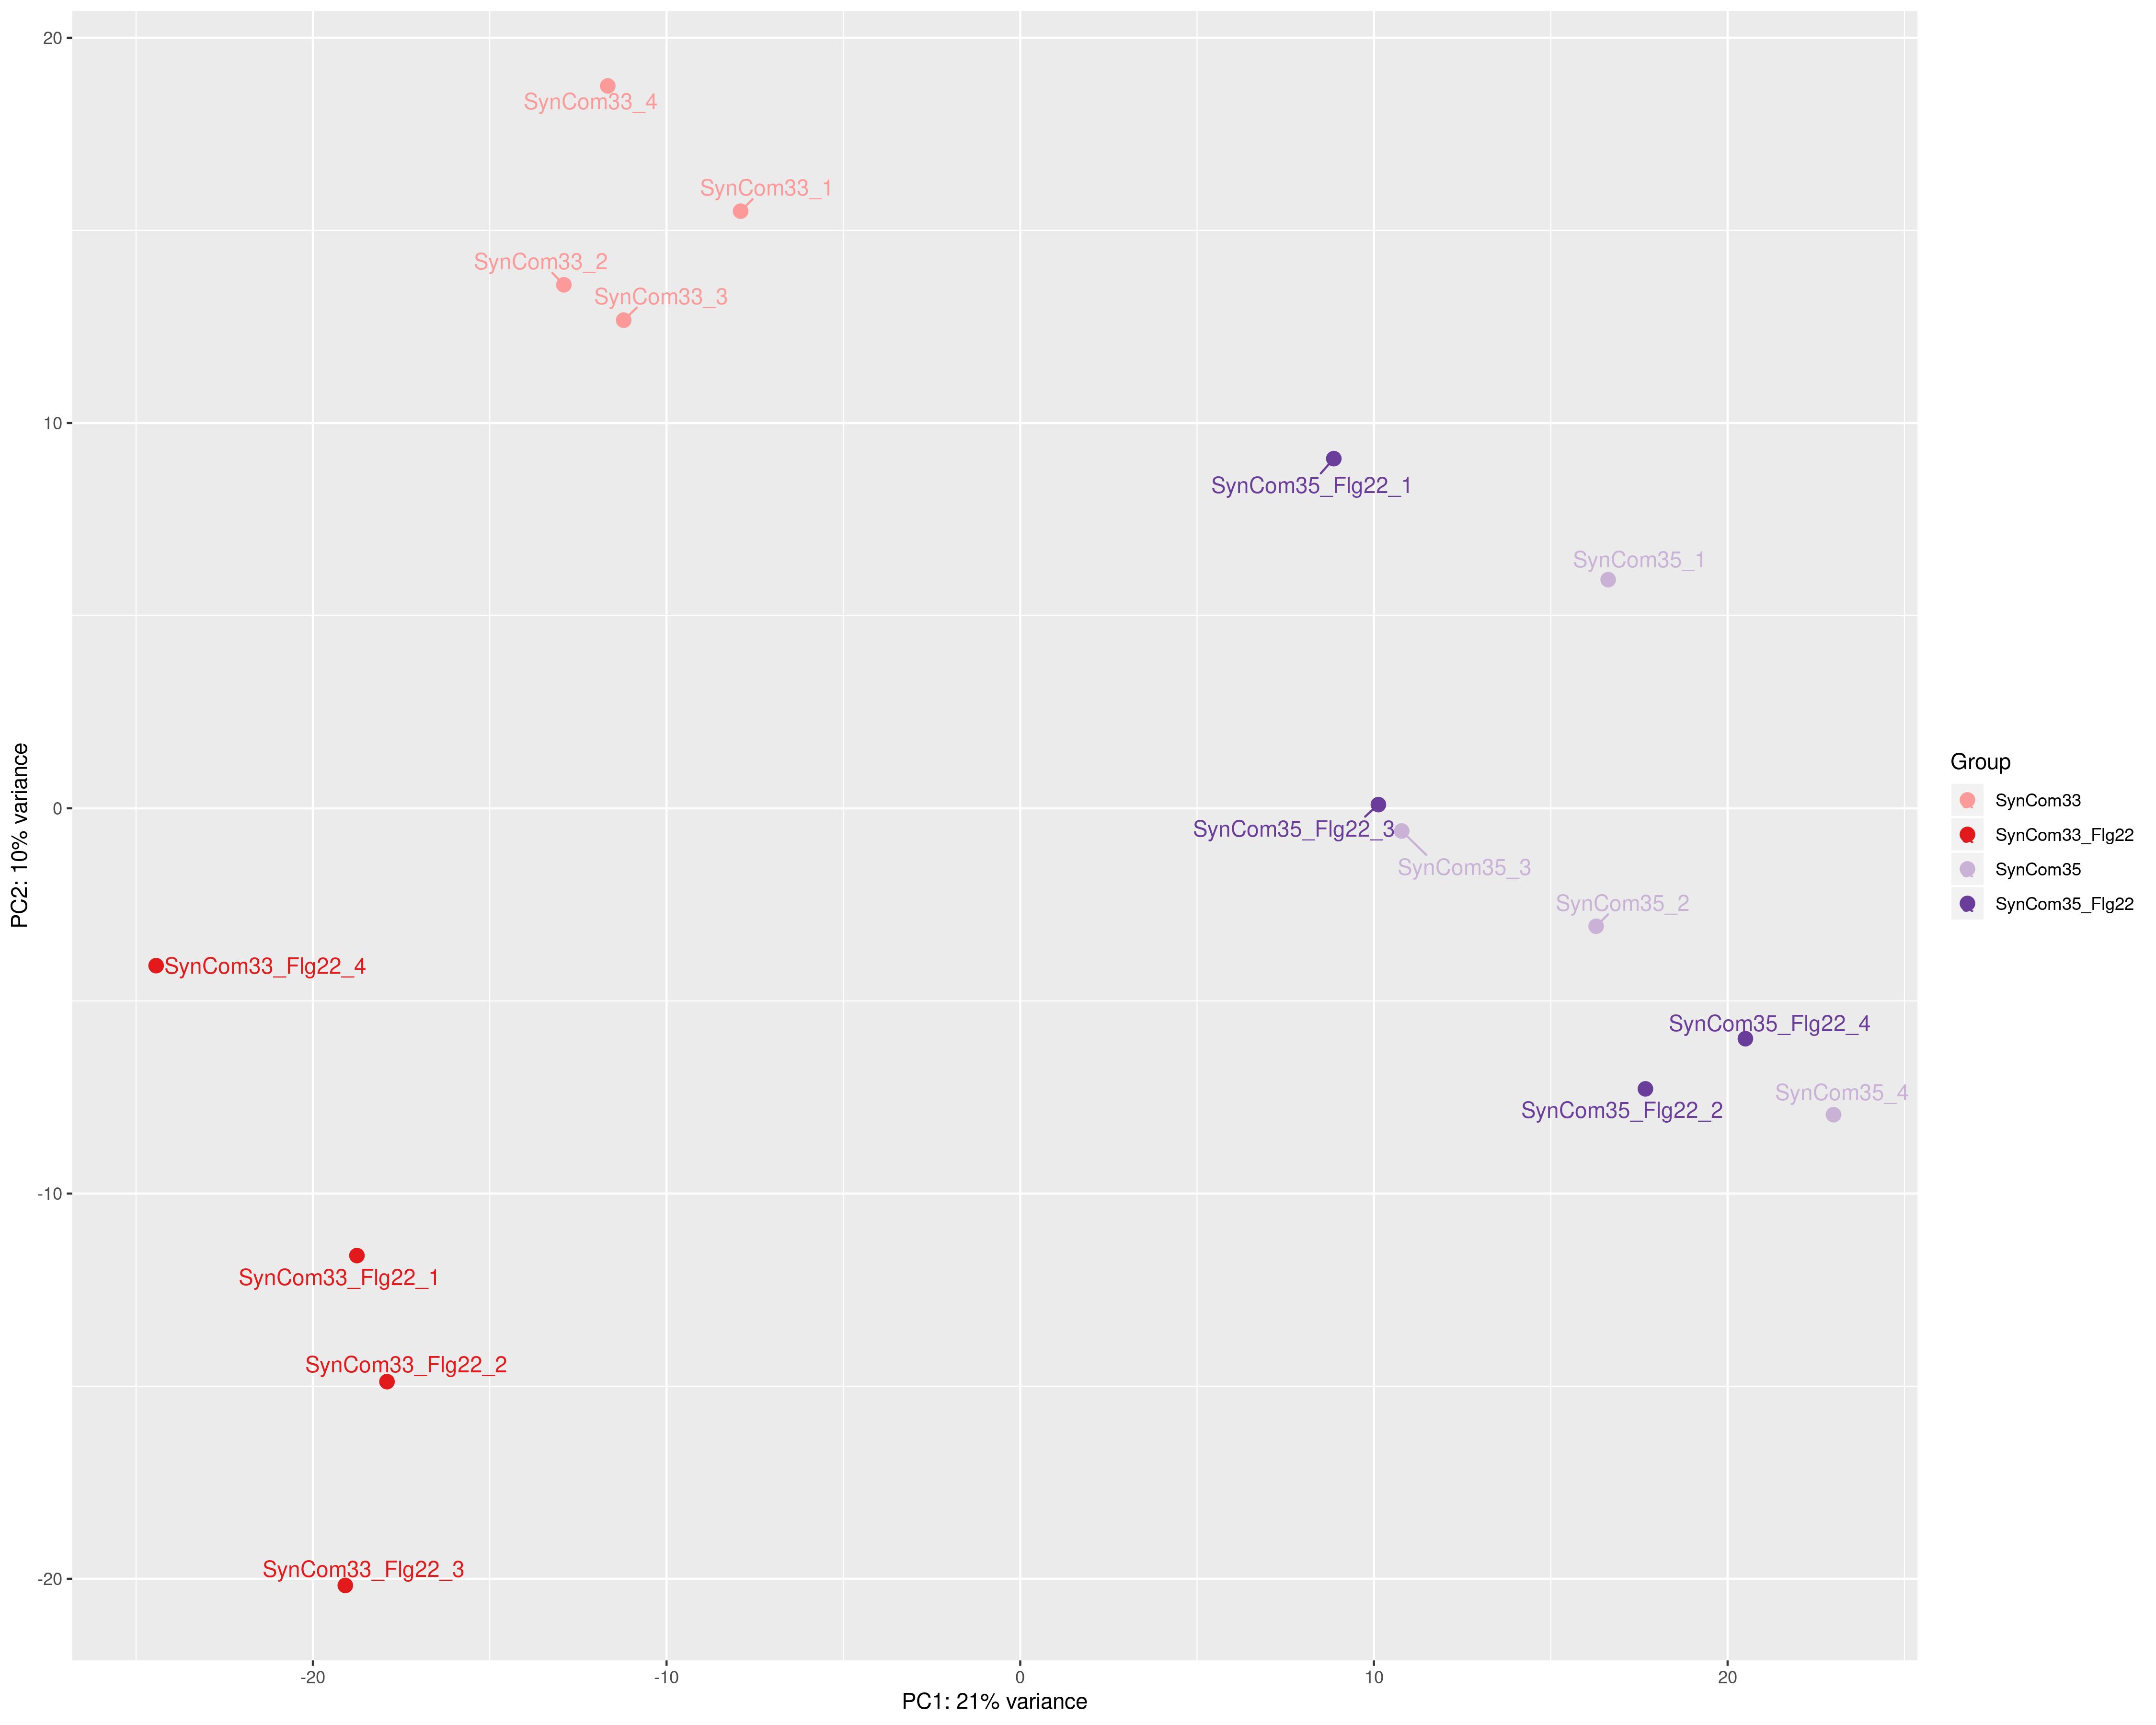 20
SynCom33_4
SynCom33_1
SynCom33_2
SynCom33_3
10
SynCom35_Flg22_1
SynCom35_1
PC2: 10% variance
Group
SynCom33
SynCom33_Flg22
SynCom35
SynCom35_Flg22
0
SynCom35_Flg22_3
SynCom35_3
SynCom35_2
SynCom33_Flg22_4
SynCom35_Flg22_4
SynCom35_4
SynCom35_Flg22_2
-10
SynCom33_Flg22_1
SynCom33_Flg22_2
SynCom33_Flg22_3
-20
-20 -10 0 10 20
PC1: 21% variance